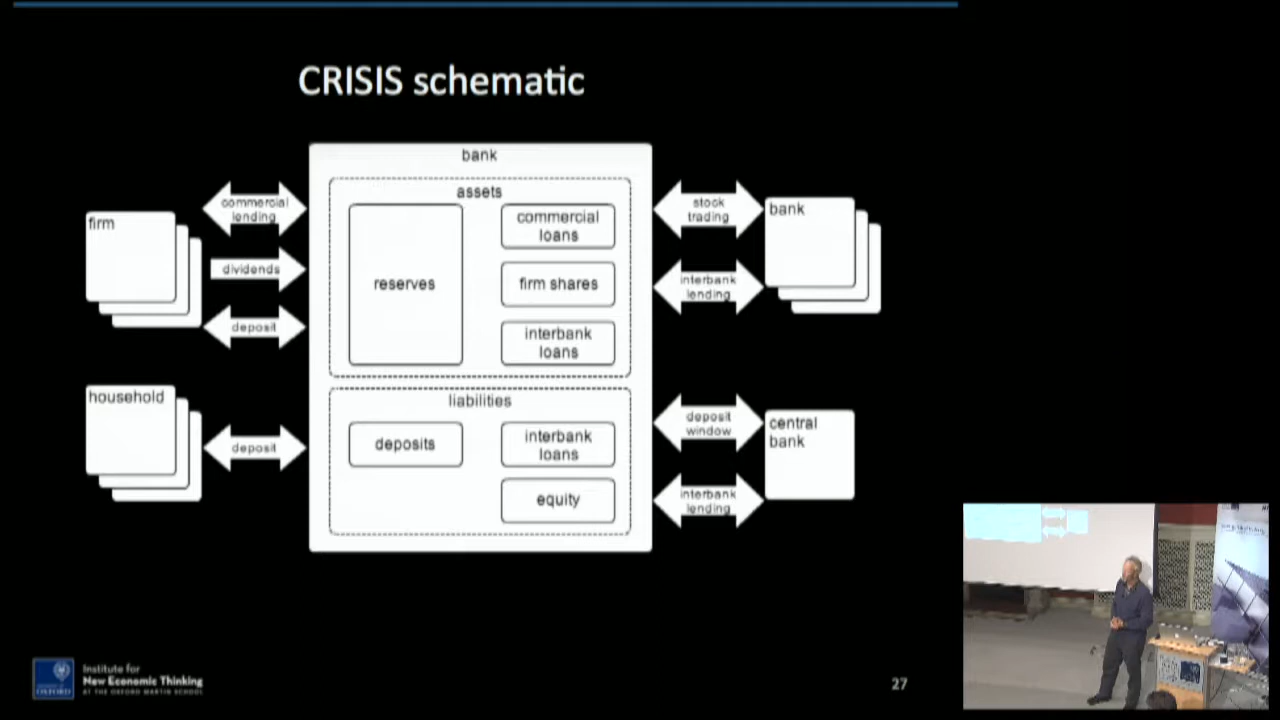 CRISIS schematic
bank
assets
reserves
commercial
loans
firm shares
interbank
loans
liabilities
deposits
interbank
loans
equity
firm
commercial
lending
dividends
deposit
household
deposit
stock
trading
bank
interbank
lending
deposit
window
central
bank
interbank
lending
OXFORD
Institute for
New Economic Thinking
AT THE OXFORD MARTIN SCHOOL
27